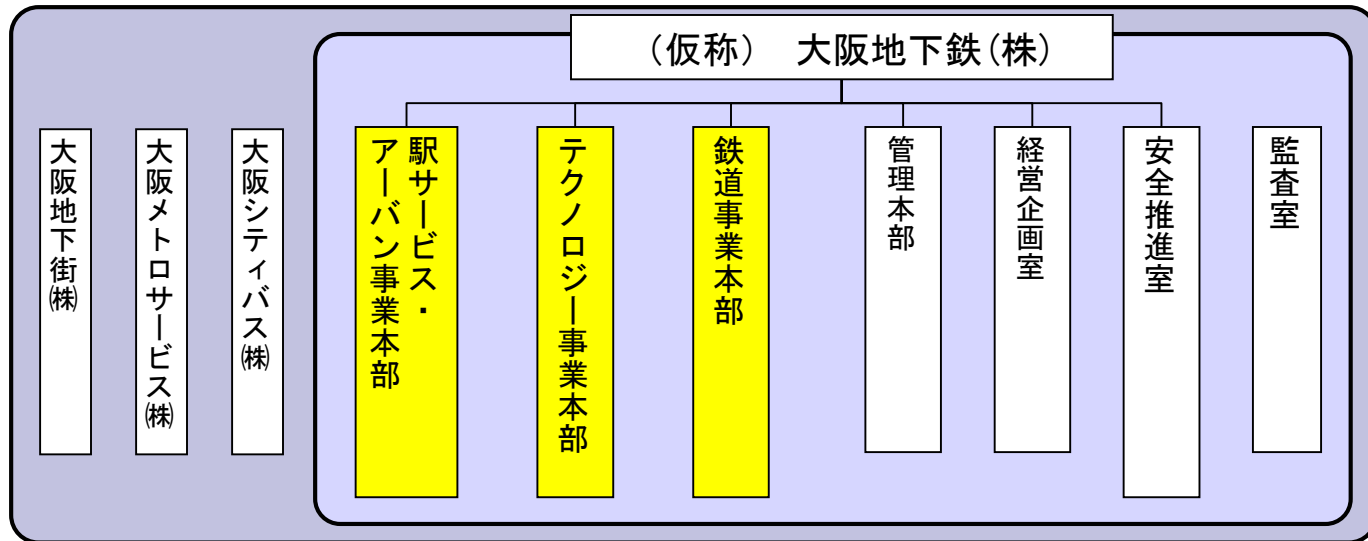 (仮称) 大阪地下鉄(株)
大阪地下街㈱
大阪メトロサービス㈱
大阪シティバス㈱
駅サービス・
アーバン事業本部
テクノロジー事業本部
鉄道事業本部
管理本部
経営企画室
安全推進室
監査室